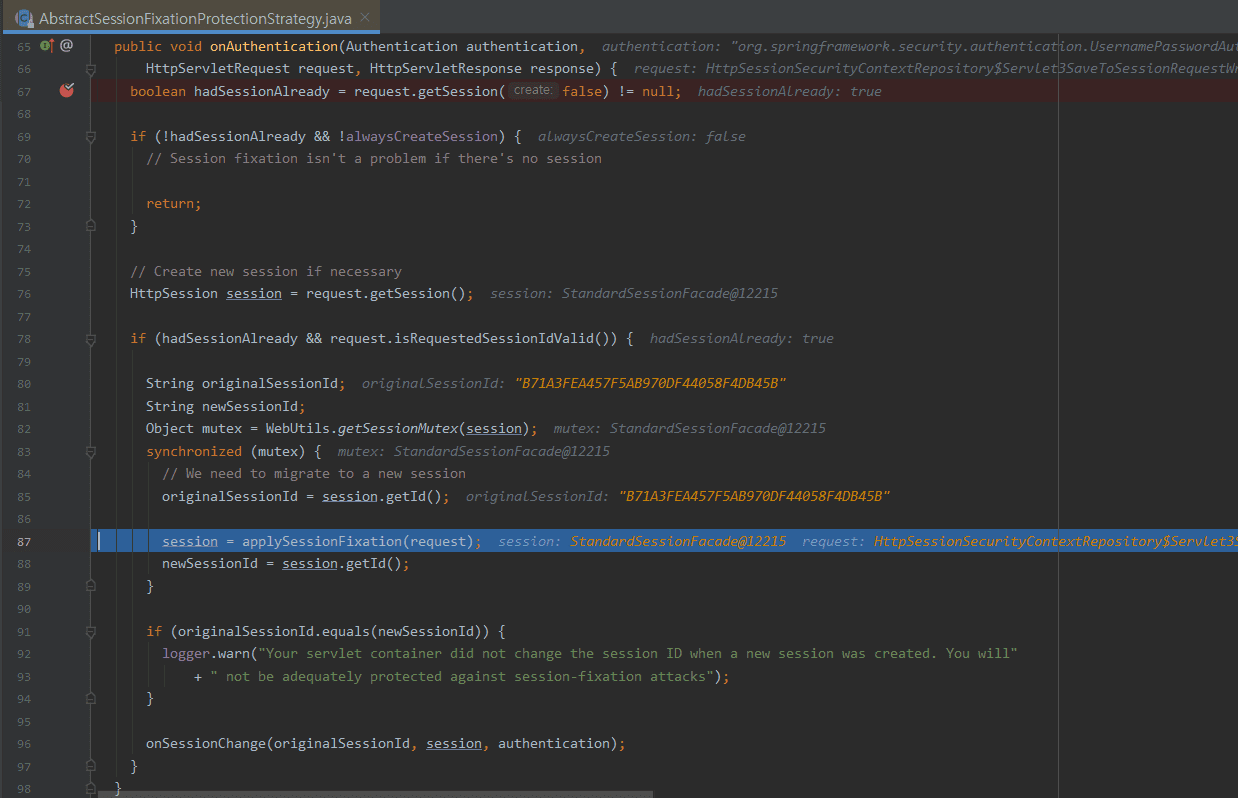 AbstractSessionFixationProtectionStrategy.java
65 public void onAuthentication(Authentication authentication, authentication: "org.springframework.security.authentication.UsernamePasswordAut
66 HttpServletRequest request, HttpServletResponse response) { request: HttpSessionSecurityContextRepository$Servlet3SaveToSessionRequestWr
67 boolean hadSessionAlready = request.getSession( create: false) != null; hadSessionAlready: true
68
69 if (!hadSessionAlready && !alwaysCreateSession) { alwaysCreateSession: false
70 // Session fixation isn't a problem if there's no session
71
72 return;
73 }
74
75 // Create new session if necessary
76 HttpSession session = request.getSession(); session: StandardSessionFacade@12215
77
78 if (hadSessionAlready && request.isRequestedSessionIdValid()) { hadSessionAlready: true
79
80 String originalSessionId; originalSessionId: "B71A3FEA457F5AB970DF44058F4DB45B"
81 String newSessionId;
82 Object mutex = WebUtils.getSessionMutex(session); mutex: StandardSessionFacade@12215
83 synchronized (mutex) { mutex: StandardSessionFacade@12215
84 // We need to migrate to a new session
85 originalSessionId = session.getId(); originalSessionId: "B71A3FEA457F5AB970DF44058F4DB45B"
86
87 session = applySessionFixation(request); session: StandardSessionFacade@12215 request: HttpSessionSecurityContextRepository$Servlet3S
88 newSessionId = session.getId();
89 }
90
91 if (originalSessionId.equals(newSessionId)) {
92 logger.warn("Your servlet container did not change the session ID when a new session was created. You will"
93 + " not be adequately protected against session-fixation attacks");
94 }
95
96 onSessionChange(originalSessionId, session, authentication);
97 }
98 }